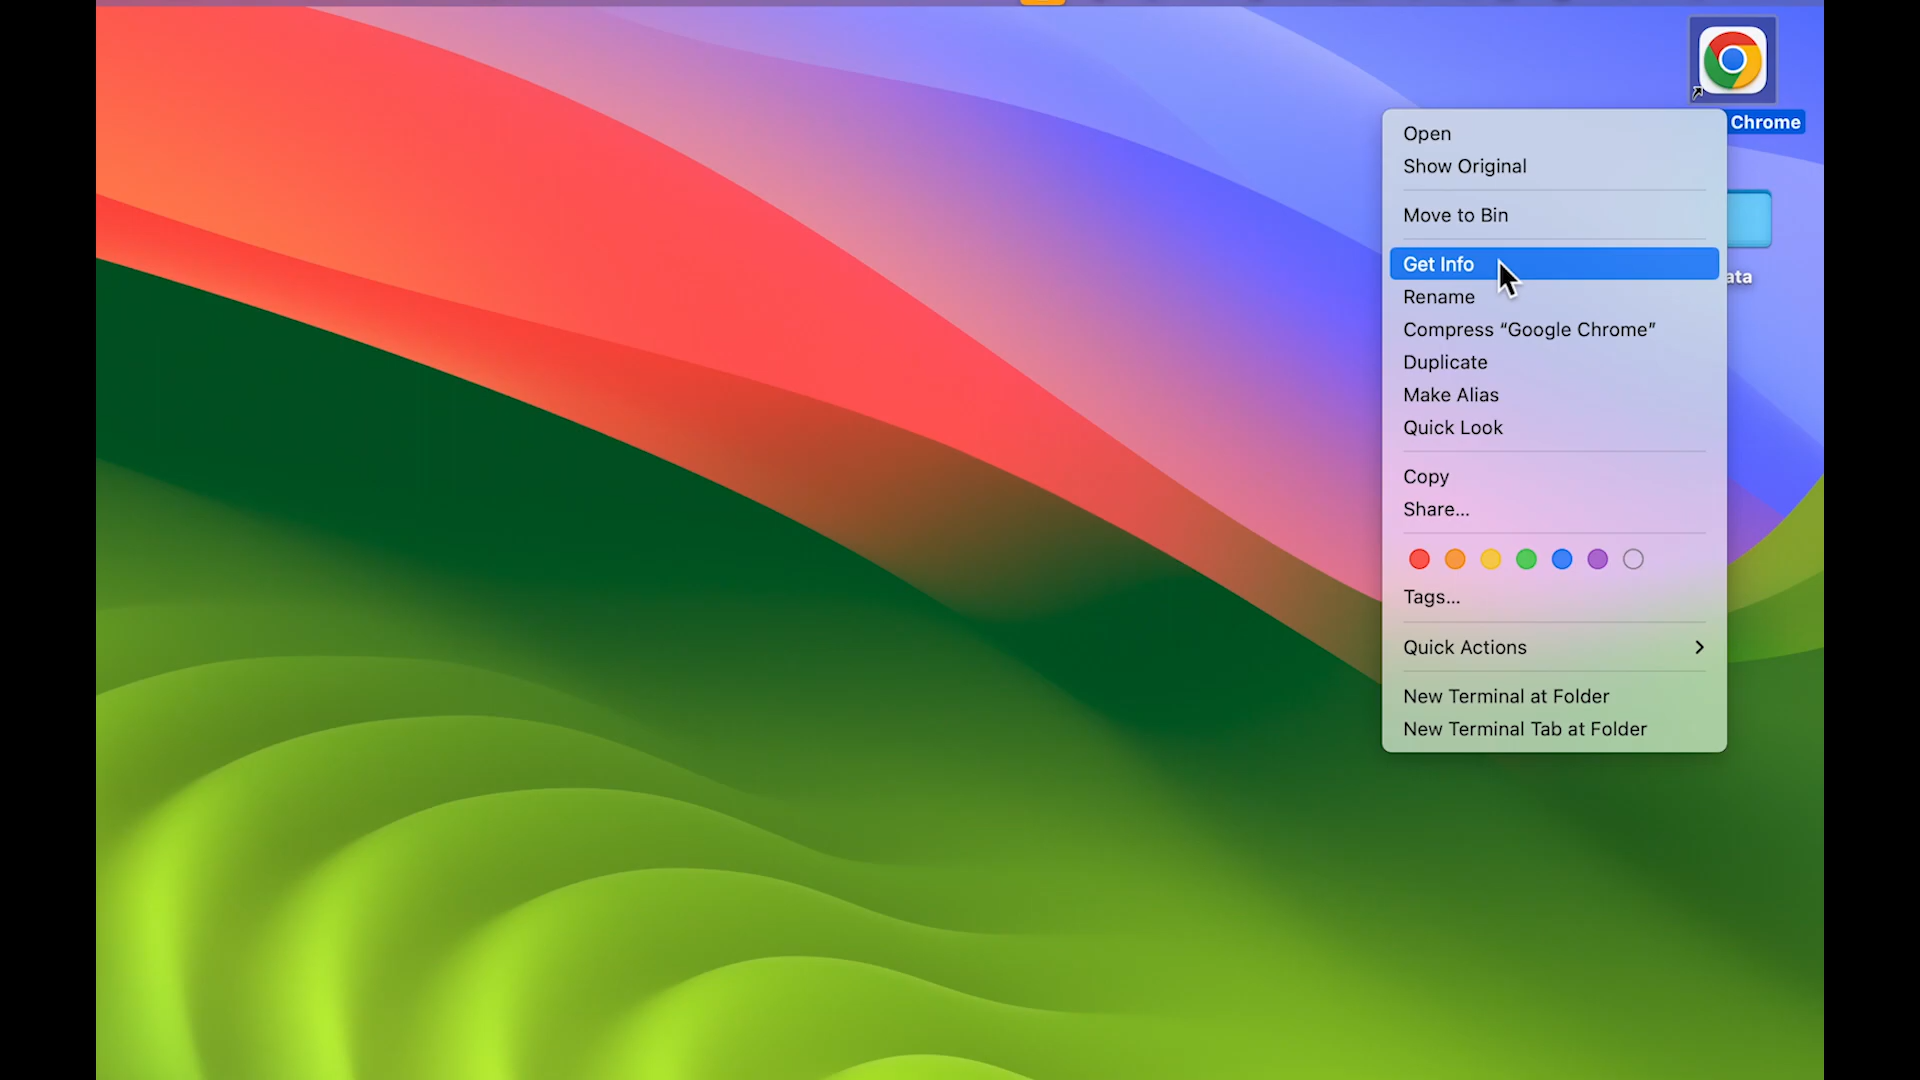 Chrome
Open
Show Original
Move to Bin
Get Info
ata
Rename
Compress “Google Chrome”
Duplicate
Make Alias
Quick Look
Copy
Share...
Tags...
Quick Actions
New Terminal at Folder
New Terminal Tab at Folder